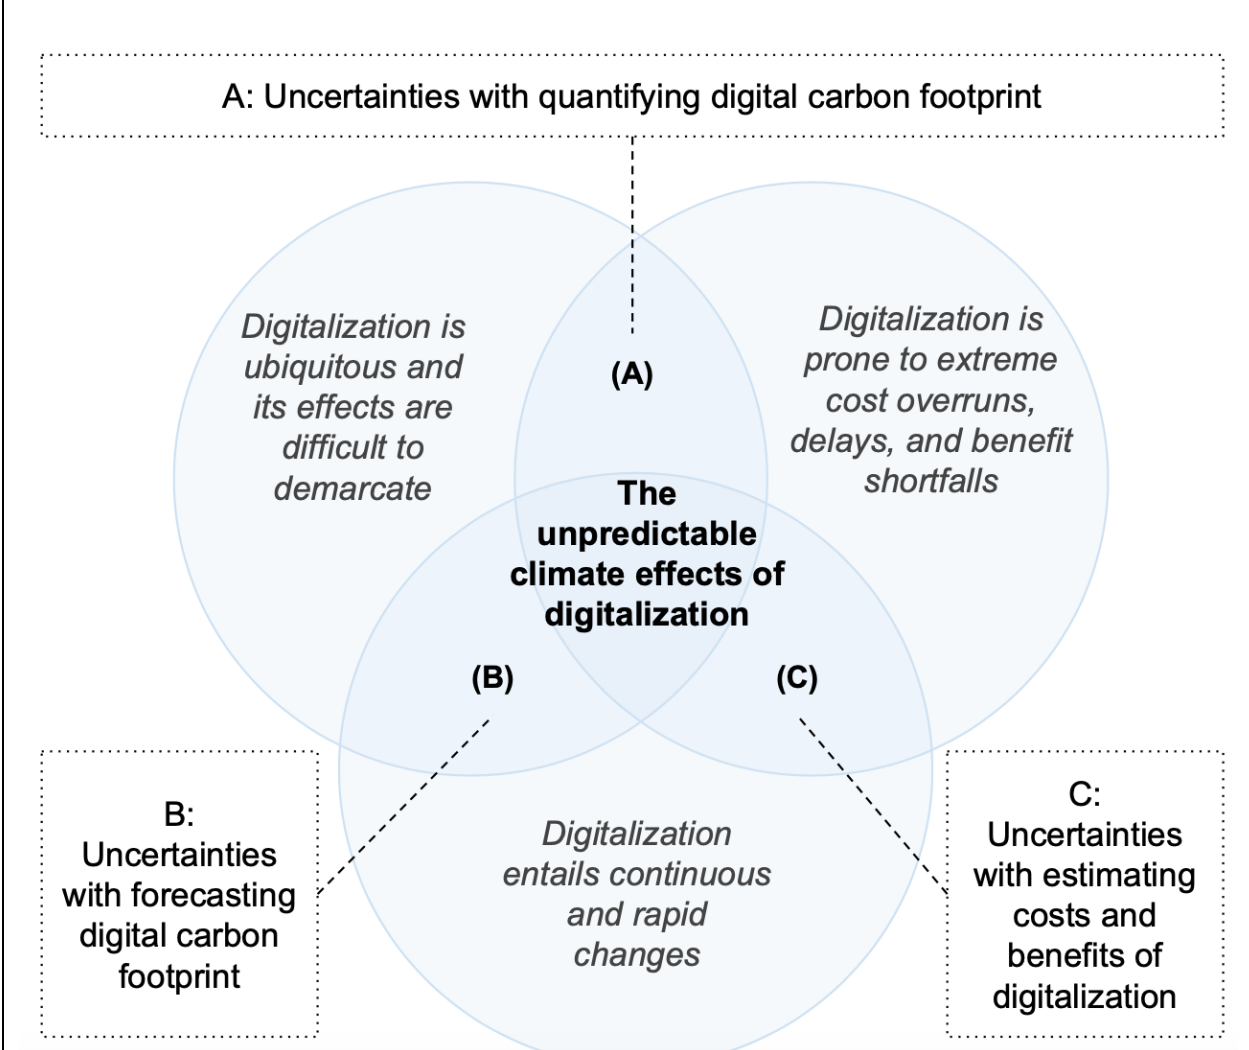 A: Uncertainties with quantifying digital carbon footprint
Digitalization is
ubiquitous and
its effects are
difficult to
demarcate
Digitalization is
prone to extreme
cost overruns,
delays, and benefit
shortfalls
(A)
The
unpredictable
climate effects of
digitalization
(B)
(C)
B:
Uncertainties
with forecasting
digital carbon
footprint
Digitalization
entails continuous
and rapid
changes
C:
Uncertainties
with estimating
costs and
benefits of
digitalization